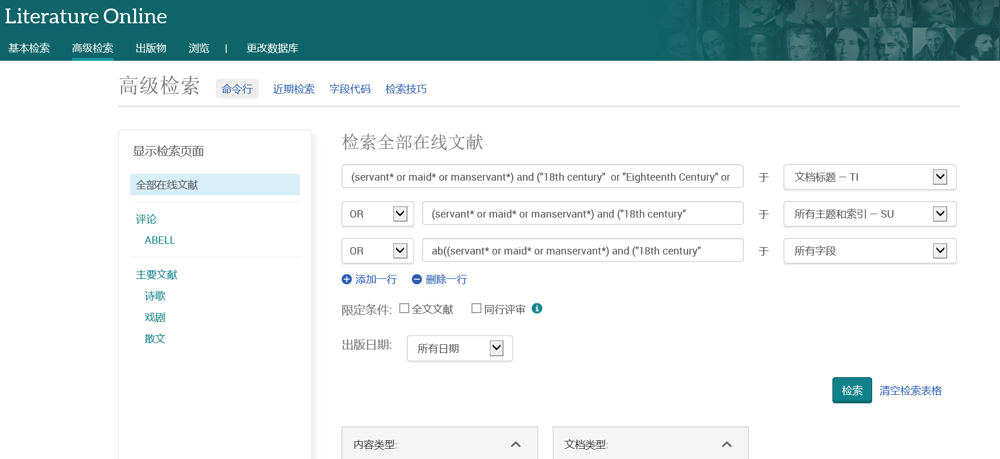 Literature Online
基本检索 高级检索 出版物 浏览 | 更改数据库
高级检索 命令行 近期检索 字段代码 检索技巧
显示检索页面
全部在线文献
评论
ABELL
主要文献
诗歌
戏剧
散文
检索全部在线文献
(servant* or maid* or manservant*) and ("18th century"  or "Eighteenth Century" or 于 文档标题 — TI
OR (servant* or maid* or manservant*) and ("18th century" 于 所有主题和索引 — SU
OR ab((servant* or maid* or manservant*) and ("18th century" 于 所有字段
添加一行 删除一行
限定条件: 全文文献 同行评审
出版日期: 所有日期
检索 清空检索表格
内容类型: 文档类型: